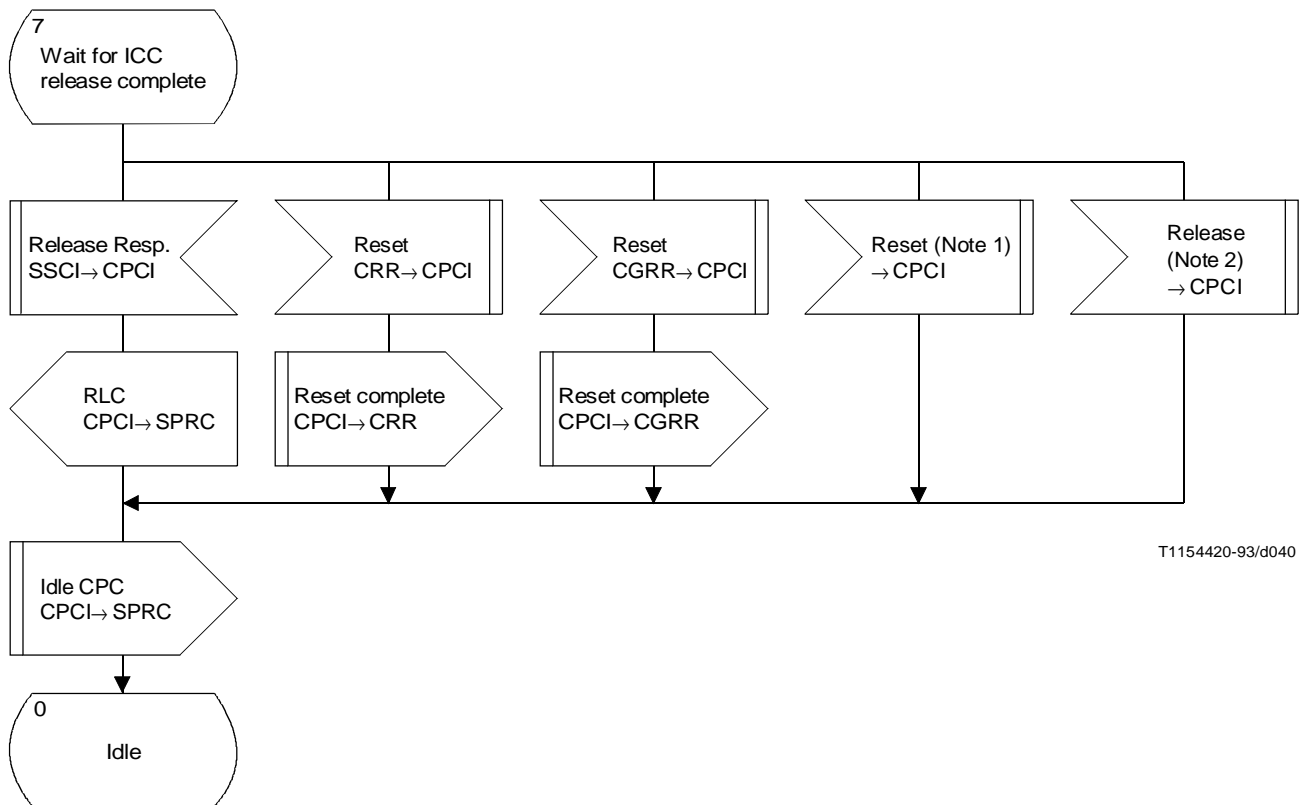 7
Wait for ICC
release complete
Release Resp.
SSCI→ CPCI
Reset
CRR→ CPCI
Reset
CGRR→ CPCI
Reset (Note 1)
→ CPCI
Release
(Note 2)
→ CPCI
RLC
CPCI→ SPRC
Reset complete
CPCI→ CRR
Reset complete
CPCI→ CGRR
T1154420-93/d040
Idle CPC
CPCI→ SPRC
0
Idle